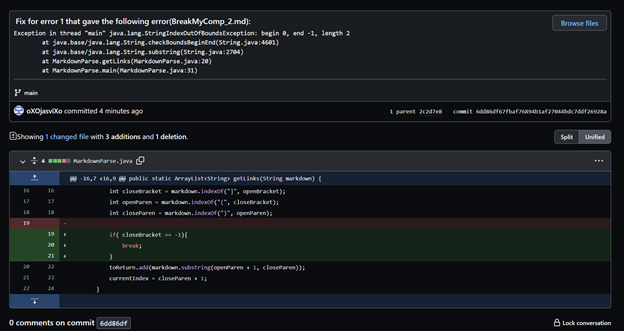 Fix for error 1 that gave the following error(BreakMyComp_2.md):
Browse files
Exception in thread "main" java.lang.StringIndexOutOfBoundsException: begin 0, end -1, length 2
at java.base/java.lang.String.checkBoundsBeginEnd(String.java:4601)
at java.base/java.lang.String.substring(String.java:2704)
at MarkdownParse.getLinks(MarkdownParse.java:20)
at MarkdownParse.main(MarkdownParse.java:31)
main
oXOjasviXo committed 4 minutes ago
1 parent 2c2d7e8 commit 6dd86df67fbaf76894b1af27044bdc7ddf26928a
Showing 1 changed file with 3 additions and 1 deletion.
Split Unified
4 MarkdownParse.java
@@ -16,7 +16,9 @@ public static ArrayList<String> getLinks(String markdown) {
16 16 int closeBracket = markdown.indexOf("]", openBracket);
17 17 int openParen = markdown.indexOf("(", closeBracket);
18 18 int closeParen = markdown.indexOf(")", openParen);
19 -
19 + if( closeBracket == -1){
20 + break;
21 + }
20 22 toReturn.add(markdown.substring(openParen + 1, closeParen));
21 23 currentIndex = closeParen + 1;
22 24 }
0 comments on commit 6dd86df
Lock conversation